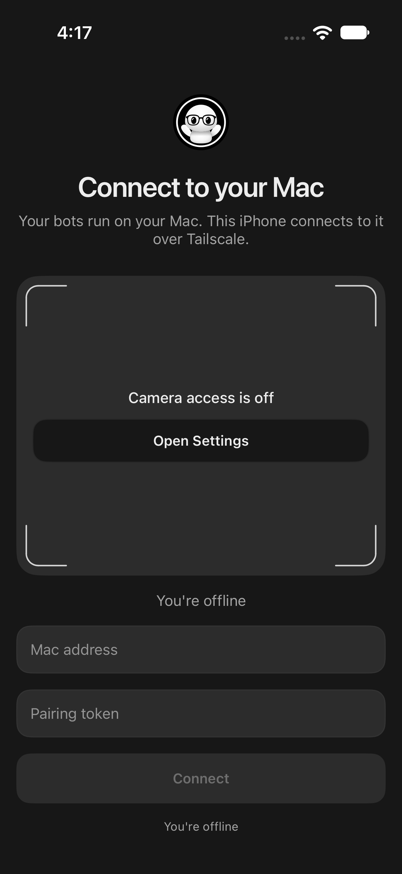 4:17
Connect to your Mac
Your bots run on your Mac. This iPhone connects to it
over Tailscale.
Camera access is off
Open Settings
You're offline
Mac address
Pairing token
Connect
You're offline